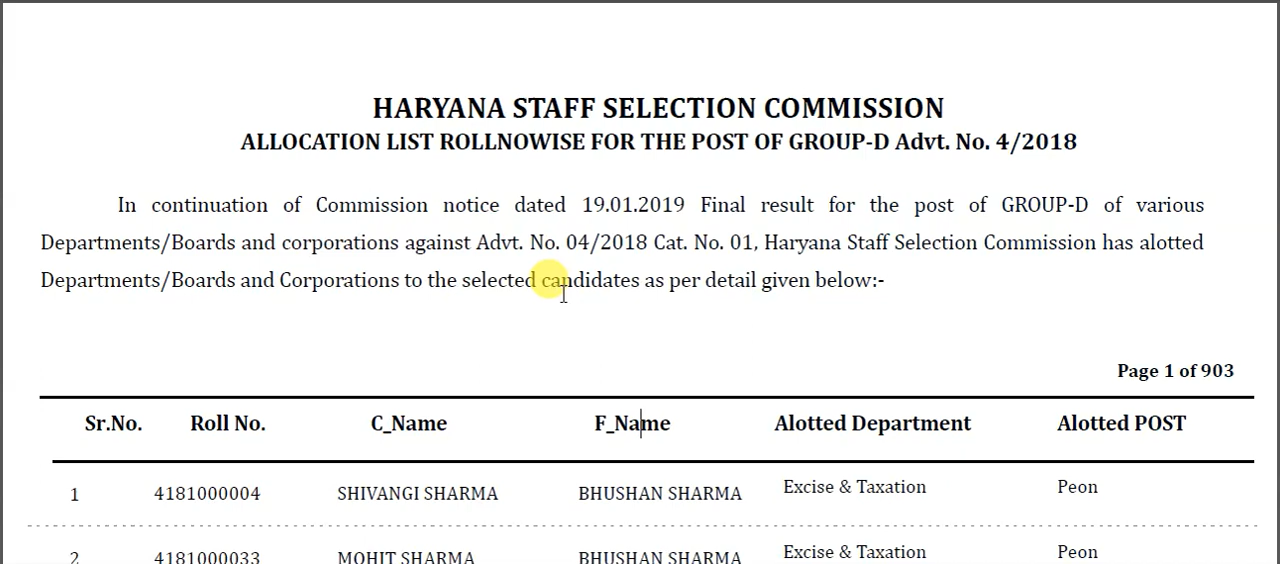 HARYANA STAFF SELECTION COMMISSION
ALLOCATION LIST ROLLNOWISE FOR THE POST OF GROUP-D Advt. No. 4/2018
In continuation of Commission notice dated 19.01.2019 Final result for the post of GROUP-D of various
Departments/Boards and corporations against Advt. No. 04/2018 Cat. No. 01, Haryana Staff Selection Commission has alotted
Departments/Boards and Corporations to the selected candidates as per detail given below:-
Page 1 of 903
Sr.No. Roll No. C_Name F_Name Alotted Department Alotted POST
1 4181000004 SHIVANGI SHARMA BHUSHAN SHARMA Excise & Taxation Peon
2 4181000033 MOHIT SHARMA BHUSHAN SHARMA Excise & Taxation Peon